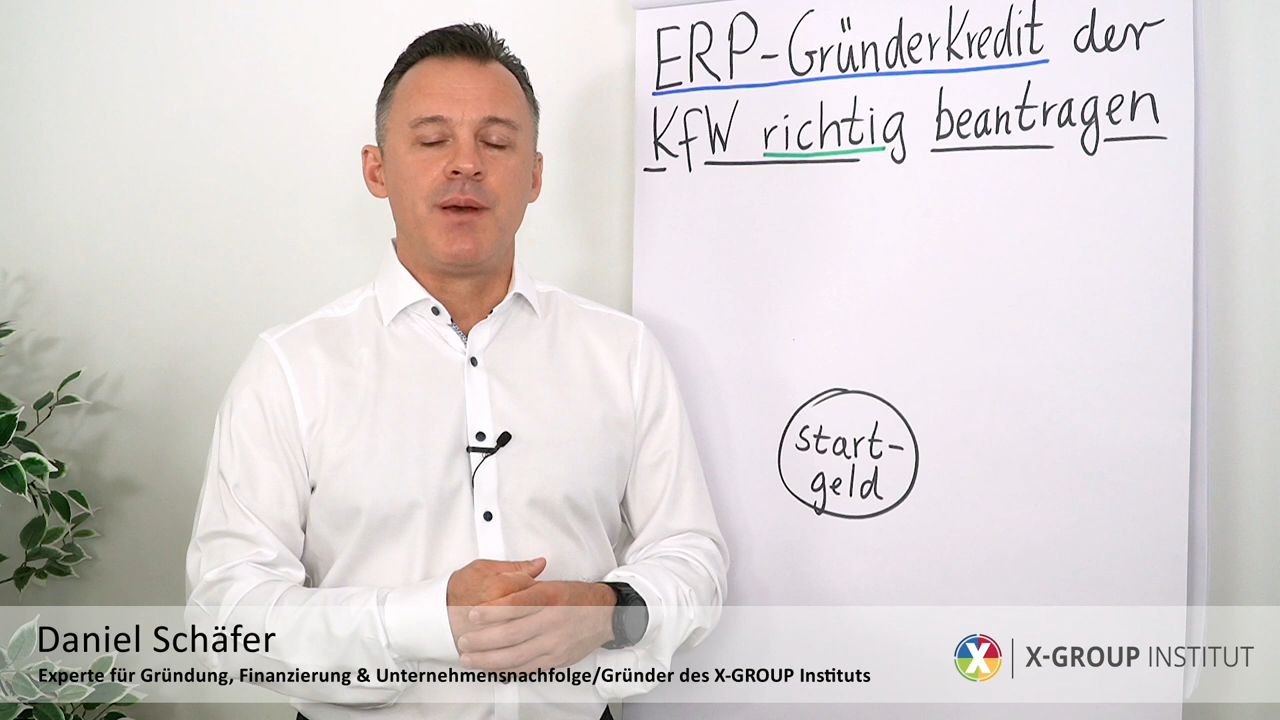 ERP-Gründerkredit der
KfW richtig beantragen
start-
geld
Daniel Schäfer
Experte für Gründung, Finanzierung & Unternehmensnachfolge/Gründer des X-GROUP Instituts
X
X-GROUP INSTITUT